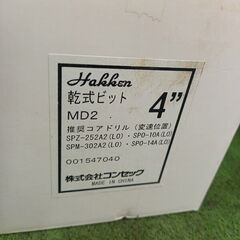 Hakken
乾式ビット
MD2
4”
推奨コアドリル（変速位置）
SPZ-252A2(LO)・SPO-10A(LO)
SPM-302A2(LO)・SPO-14A(LO)
001547040
株式会社コンセック
MADE IN CHINA